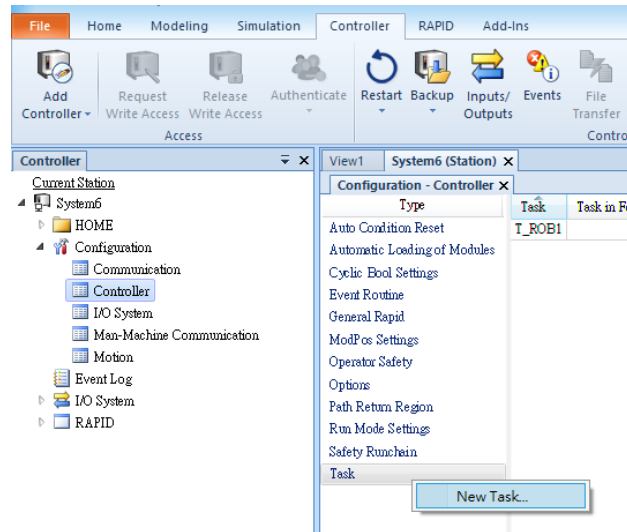 File Home Modeling Simulation Controller RAPID Add-Ins
Add Controller
Request Write Access
Release Write Access
Authenticate
Restart
Backup
Inputs/ Outputs
Events
File Transfer
Access
Contro
Controller
View1 System6 (Station)
Current Station
System6
HOME
Configuration
Communication
Controller
I/O System
Man-Machine Communication
Motion
Event Log
I/O System
RAPID
Configuration - Controller
Type
Auto Condition Reset
Automatic Loading of Modules
Cyclic Bool Settings
Event Routine
General Rapid
ModPos Settings
Operator Safety
Options
Path Return Region
Run Mode Settings
Safety Runchain
Task
Task Task in F
T_ROB1
New Task...